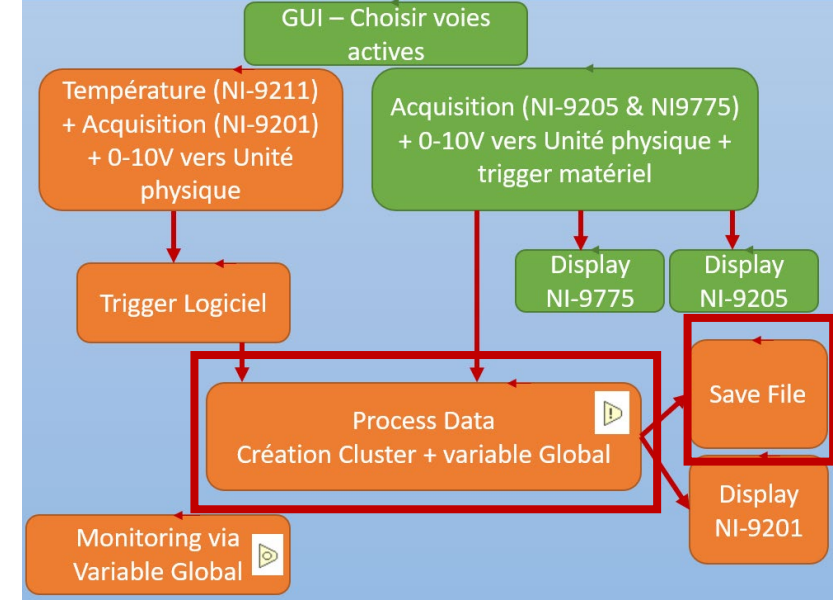 GUI – Choisir voies
actives
Température (NI-9211)
+ Acquisition (NI-9201)
+ 0-10V vers Unité
physique
Acquisition (NI-9205 & NI9775)
+ 0-10V vers Unité physique +
trigger matériel
Display
NI-9775
Display
NI-9205
Trigger Logiciel
Process Data
Création Cluster + variable Global
Save File
Display
NI-9201
Monitoring via
Variable Global